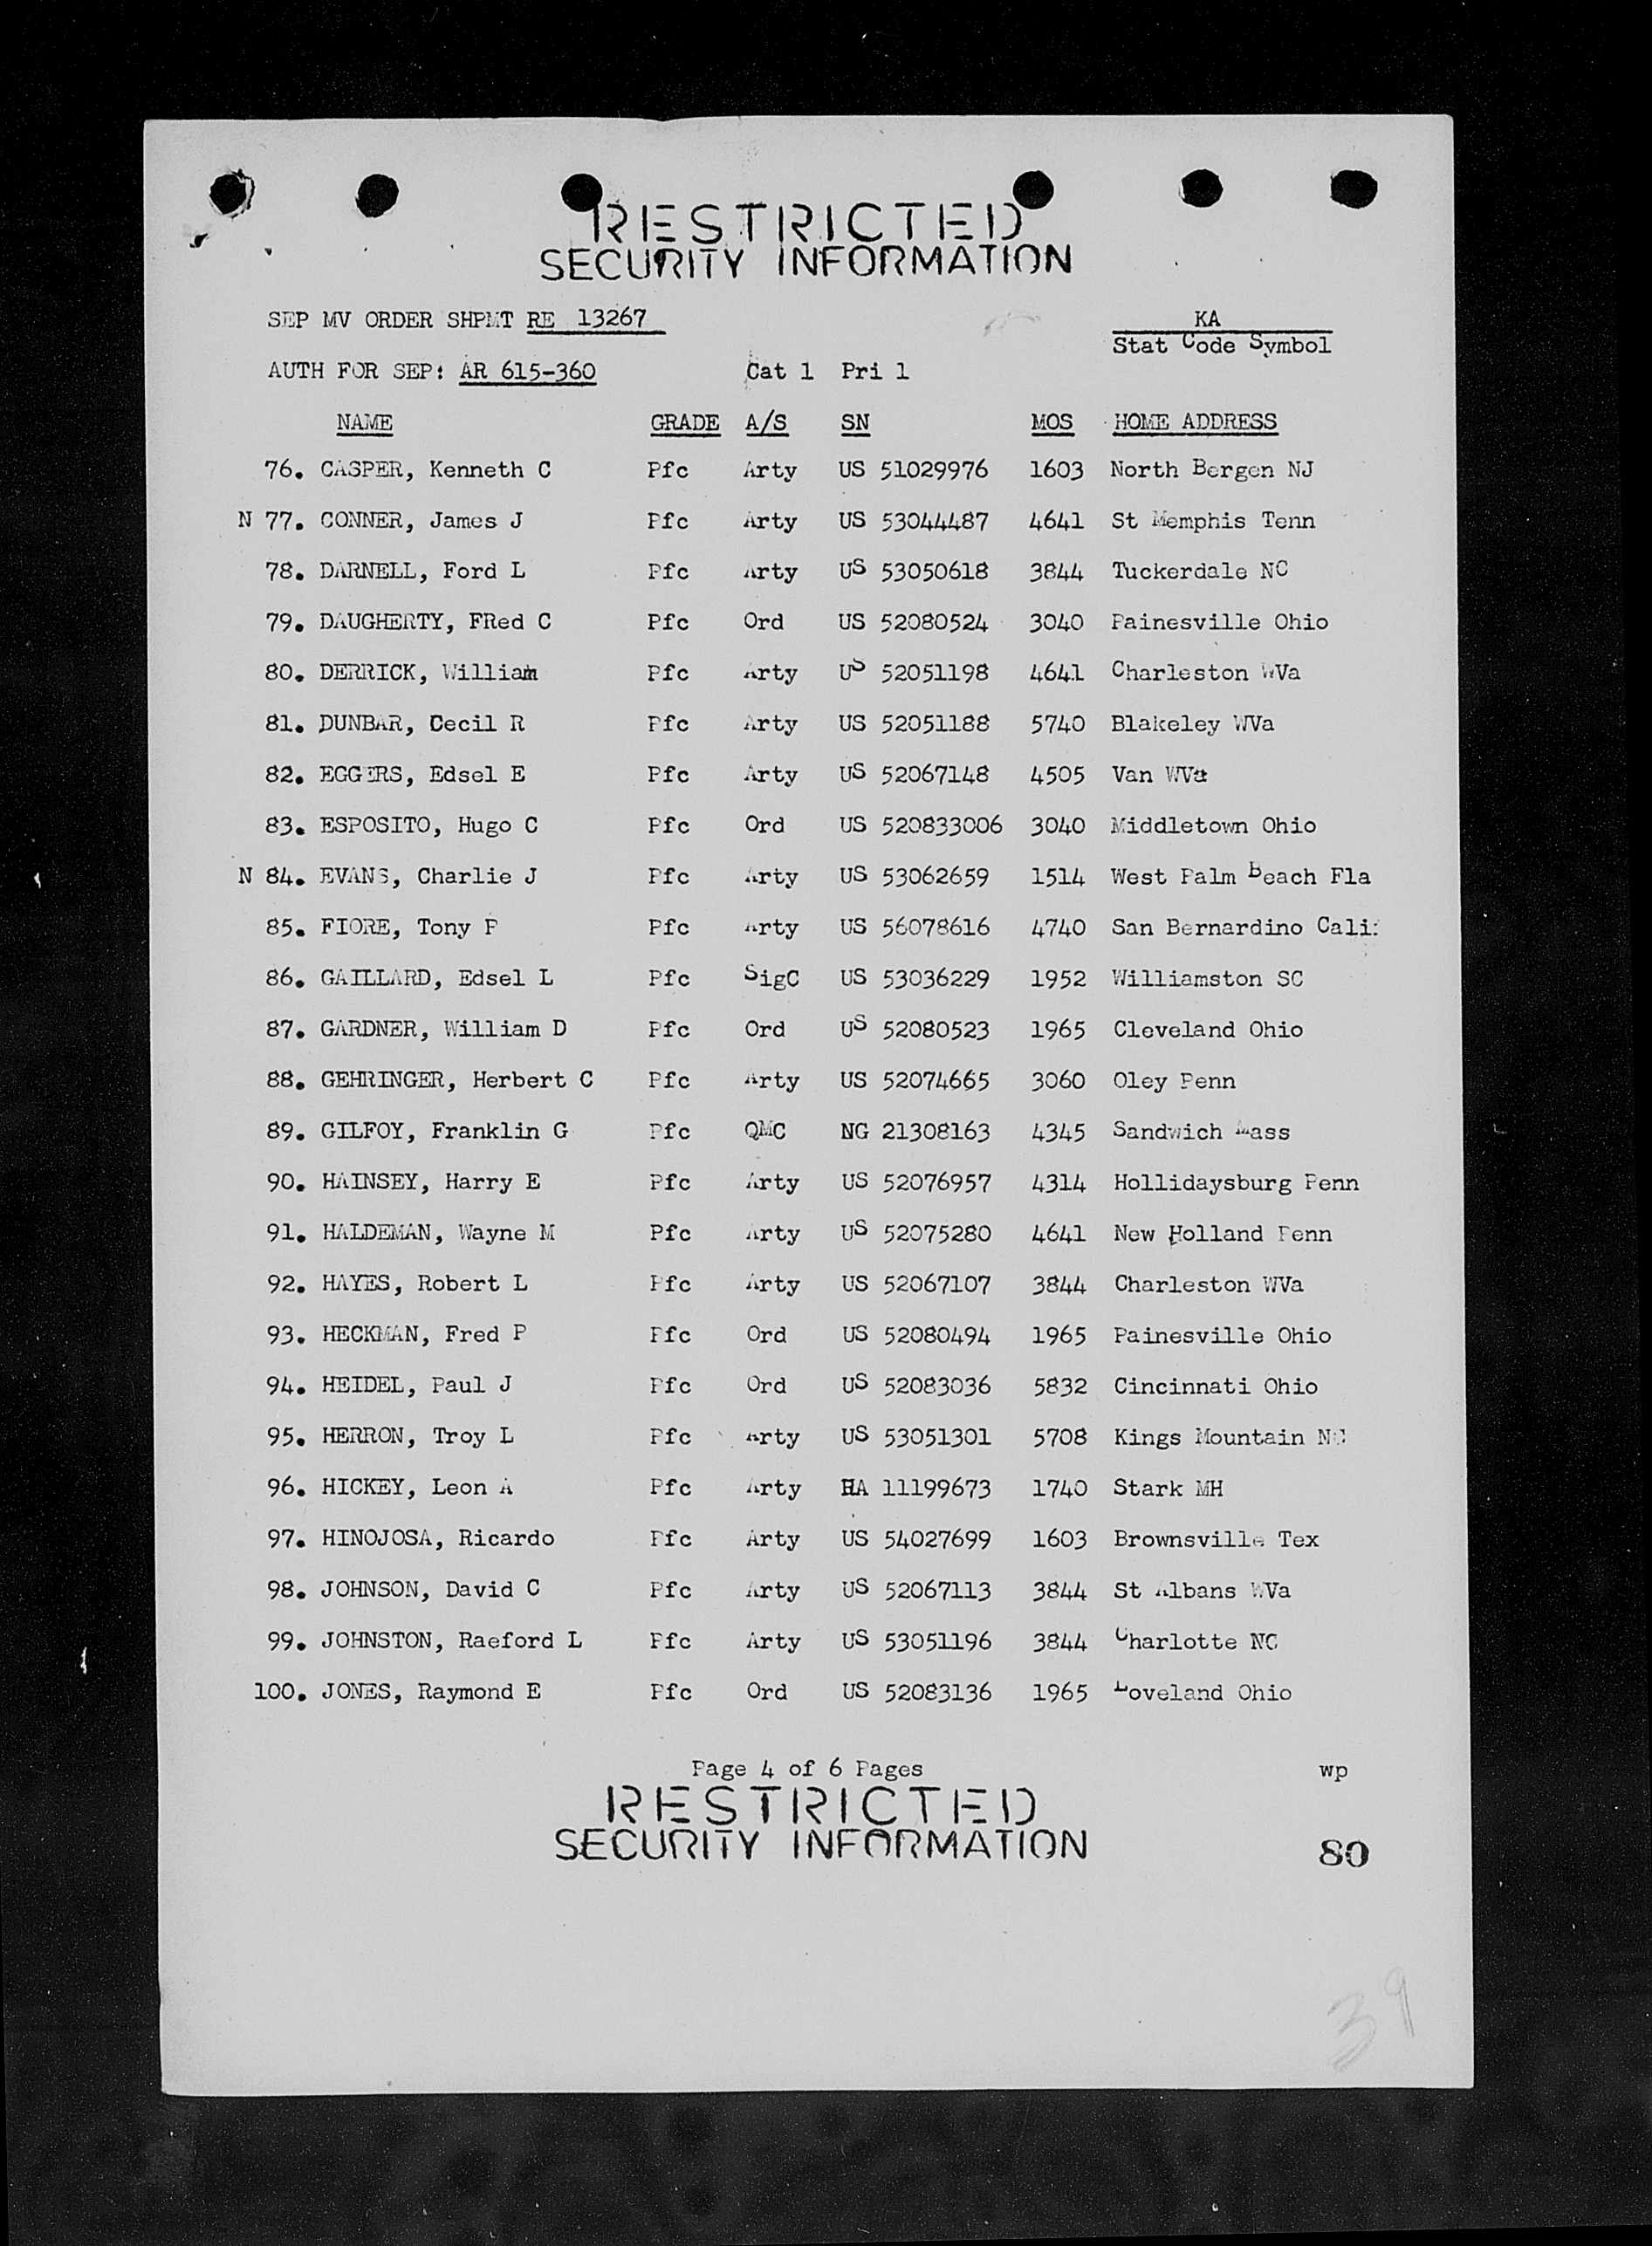 RESTRICTED
SECURITY INFORMATION
SEP MV ORDER SHPMT RE 13267 KA
Stat Code Symbol
AUTH FOR SEP: AR 615-360 Cat 1 Pri 1
NAME GRADE A/S SN MOS HOME ADDRESS
76. CASPER, Kenneth C Pfc Arty US 51029976 1603 North Bergen NJ
N 77. CONNER, James J Pfc Arty US 53044487 4641 St Memphis Tenn
78. DARNELL, Ford L Pfc Arty US 53050618 3844 Tuckerdale NC
79. DAUGHERTY, FRed C Pfc Ord US 52080524 3040 Painesville Ohio
80. DERRICK, William Pfc Arty US 52051198 4641 Charleston WVa
81. DUNBAR, Cecil R Pfc Arty US 52051188 5740 Blakeley WVa
82. EGGERS, Edsel E Pfc Arty US 52067148 4505 Van WVa
83. ESPOSITO, Hugo C Pfc Ord US 520833006 3040 Middletown Ohio
N 84. EVANS, Charlie J Pfc Arty US 53062659 1514 West Palm Beach Fla
85. FIORE, Tony P Pfc Arty US 56078616 4740 San Bernardino Calif
86. GAILLARD, Edsel L Pfc SigC US 53036229 1952 Williamston SC
87. GARDNER, William D Pfc Ord US 52080523 1965 Cleveland Ohio
88. GEHRINGER, Herbert C Pfc Arty US 52074665 3060 Oley Penn
89. GILFOY, Franklin G Pfc QMC NG 21308163 4345 Sandwich Mass
90. HAINSEY, Harry E Pfc Arty US 52076957 4314 Hollidaysburg Penn
91. HALDEMAN, Wayne M Pfc Arty US 52075280 4641 New Holland Penn
92. HAYES, Robert L Pfc Arty US 52067107 3844 Charleston WVa
93. HECKMAN, Fred P Pfc Ord US 52080494 1965 Painesville Ohio
94. HEIDEL, Paul J Pfc Ord US 52083036 5832 Cincinnati Ohio
95. HERRON, Troy L Pfc Arty US 53051301 5708 Kings Mountain NC
96. HICKEY, Leon A Pfc Arty RA 11199673 1740 Stark MH
97. HINOJOSA, Ricardo Pfc Arty US 54027699 1603 Brownsville Tex
98. JOHNSON, David C Pfc Arty US 52067113 3844 St Albans WVa
99. JOHNSTON, Raeford L Pfc Arty US 53051196 3844 Charlotte NC
100. JONES, Raymond E Pfc Ord US 52083136 1965 Loveland Ohio
Page 4 of 6 Pages wp
RESTRICTED
SECURITY INFORMATION
80
39